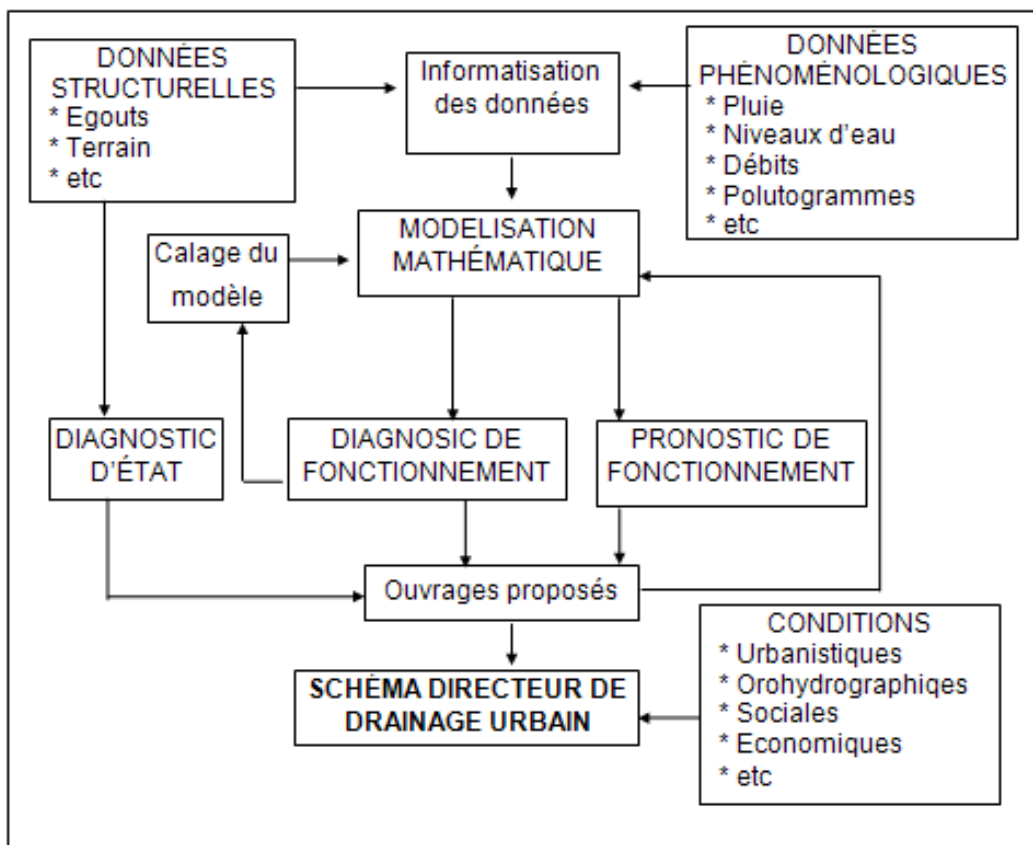 DONNÉES
STRUCTURELLES
* Egouts
* Terrain
* etc
Informatisation
des données
DONNÉES
PHÉNOMÉNOLOGIQUES
* Pluie
* Niveaux d’eau
* Débits
* Polutogrammes
* etc
MODELISATION
MATHÉMATIQUE
Calage du
modèle
DIAGNOSTIC
D’ÉTAT
DIAGNOSIC DE
FONCTIONNEMENT
PRONOSTIC DE
FONCTIONNEMENT
Ouvrages proposés
SCHÉMA DIRECTEUR DE
DRAINAGE URBAIN
CONDITIONS
* Urbanistiques
* Orohydrographiqes
* Sociales
* Economiques
* etc